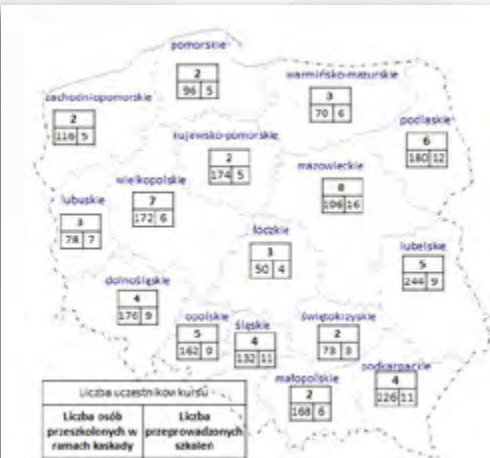 pomorskie
2
96 5
warmińsko-mazurskie
3
70 6
zachodniopomorskie
2
116 5
podlaskie
6
180 12
kujawsko-pomorskie
2
174 5
mazowieckie
8
196 16
wielkopolskie
7
172 6
lubuskie
3
78 7
łódzkie
3
50 4
lubelskie
5
244 9
dolnośląskie
4
176 9
opolskie
5
162 9
śląskie
4
132 11
świętokrzyskie
2
73 3
małopolskie
2
168 6
podkarpackie
4
126 11
Liczba uczestników kursu
Liczba osób
przeszkolonych w
ramach kaskady
Liczba
przeprowadzonych
szkoleń